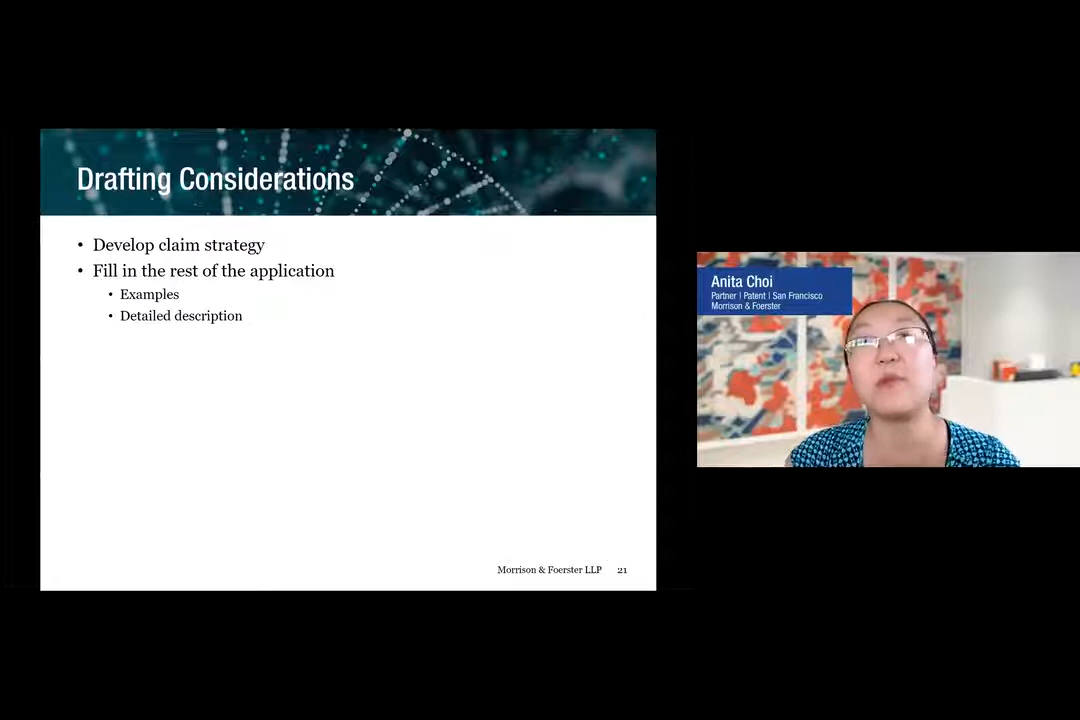 Drafting Considerations
• Develop claim strategy
• Fill in the rest of the application
• Examples
• Detailed description
Morrison & Foerster LLP 21
Anita Choi
Partner | Patent | San Francisco
Morrison & Foerster